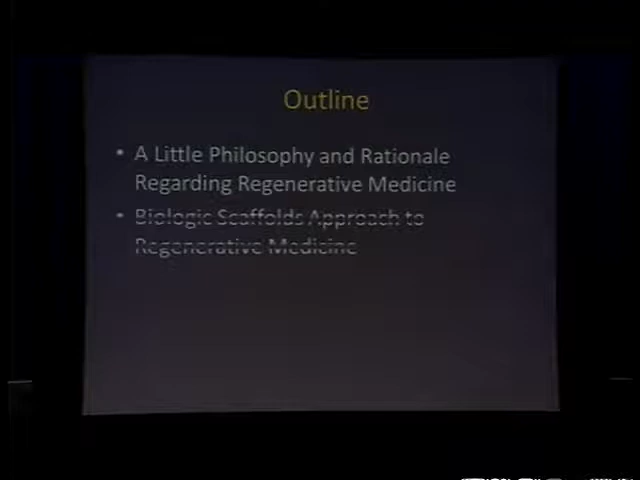 Outline
• A Little Philosophy and Rationale
Regarding Regenerative Medicine
• Biologic Scaffolds Approach to
Regenerative Medicine